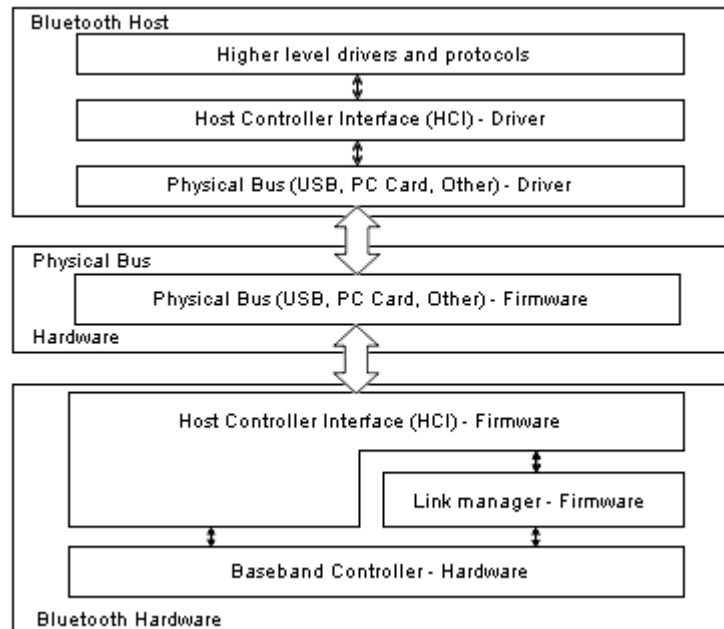 Bluetooth Host
Higher level drivers and protocols
Host Controller Interface (HCI) - Driver
Physical Bus (USB, PC Card, Other) - Driver
Physical Bus
Physical Bus (USB, PC Card, Other) - Firmware
Hardware
Host Controller Interface (HCI) - Firmware
Link manager - Firmware
Baseband Controller - Hardware
Bluetooth Hardware